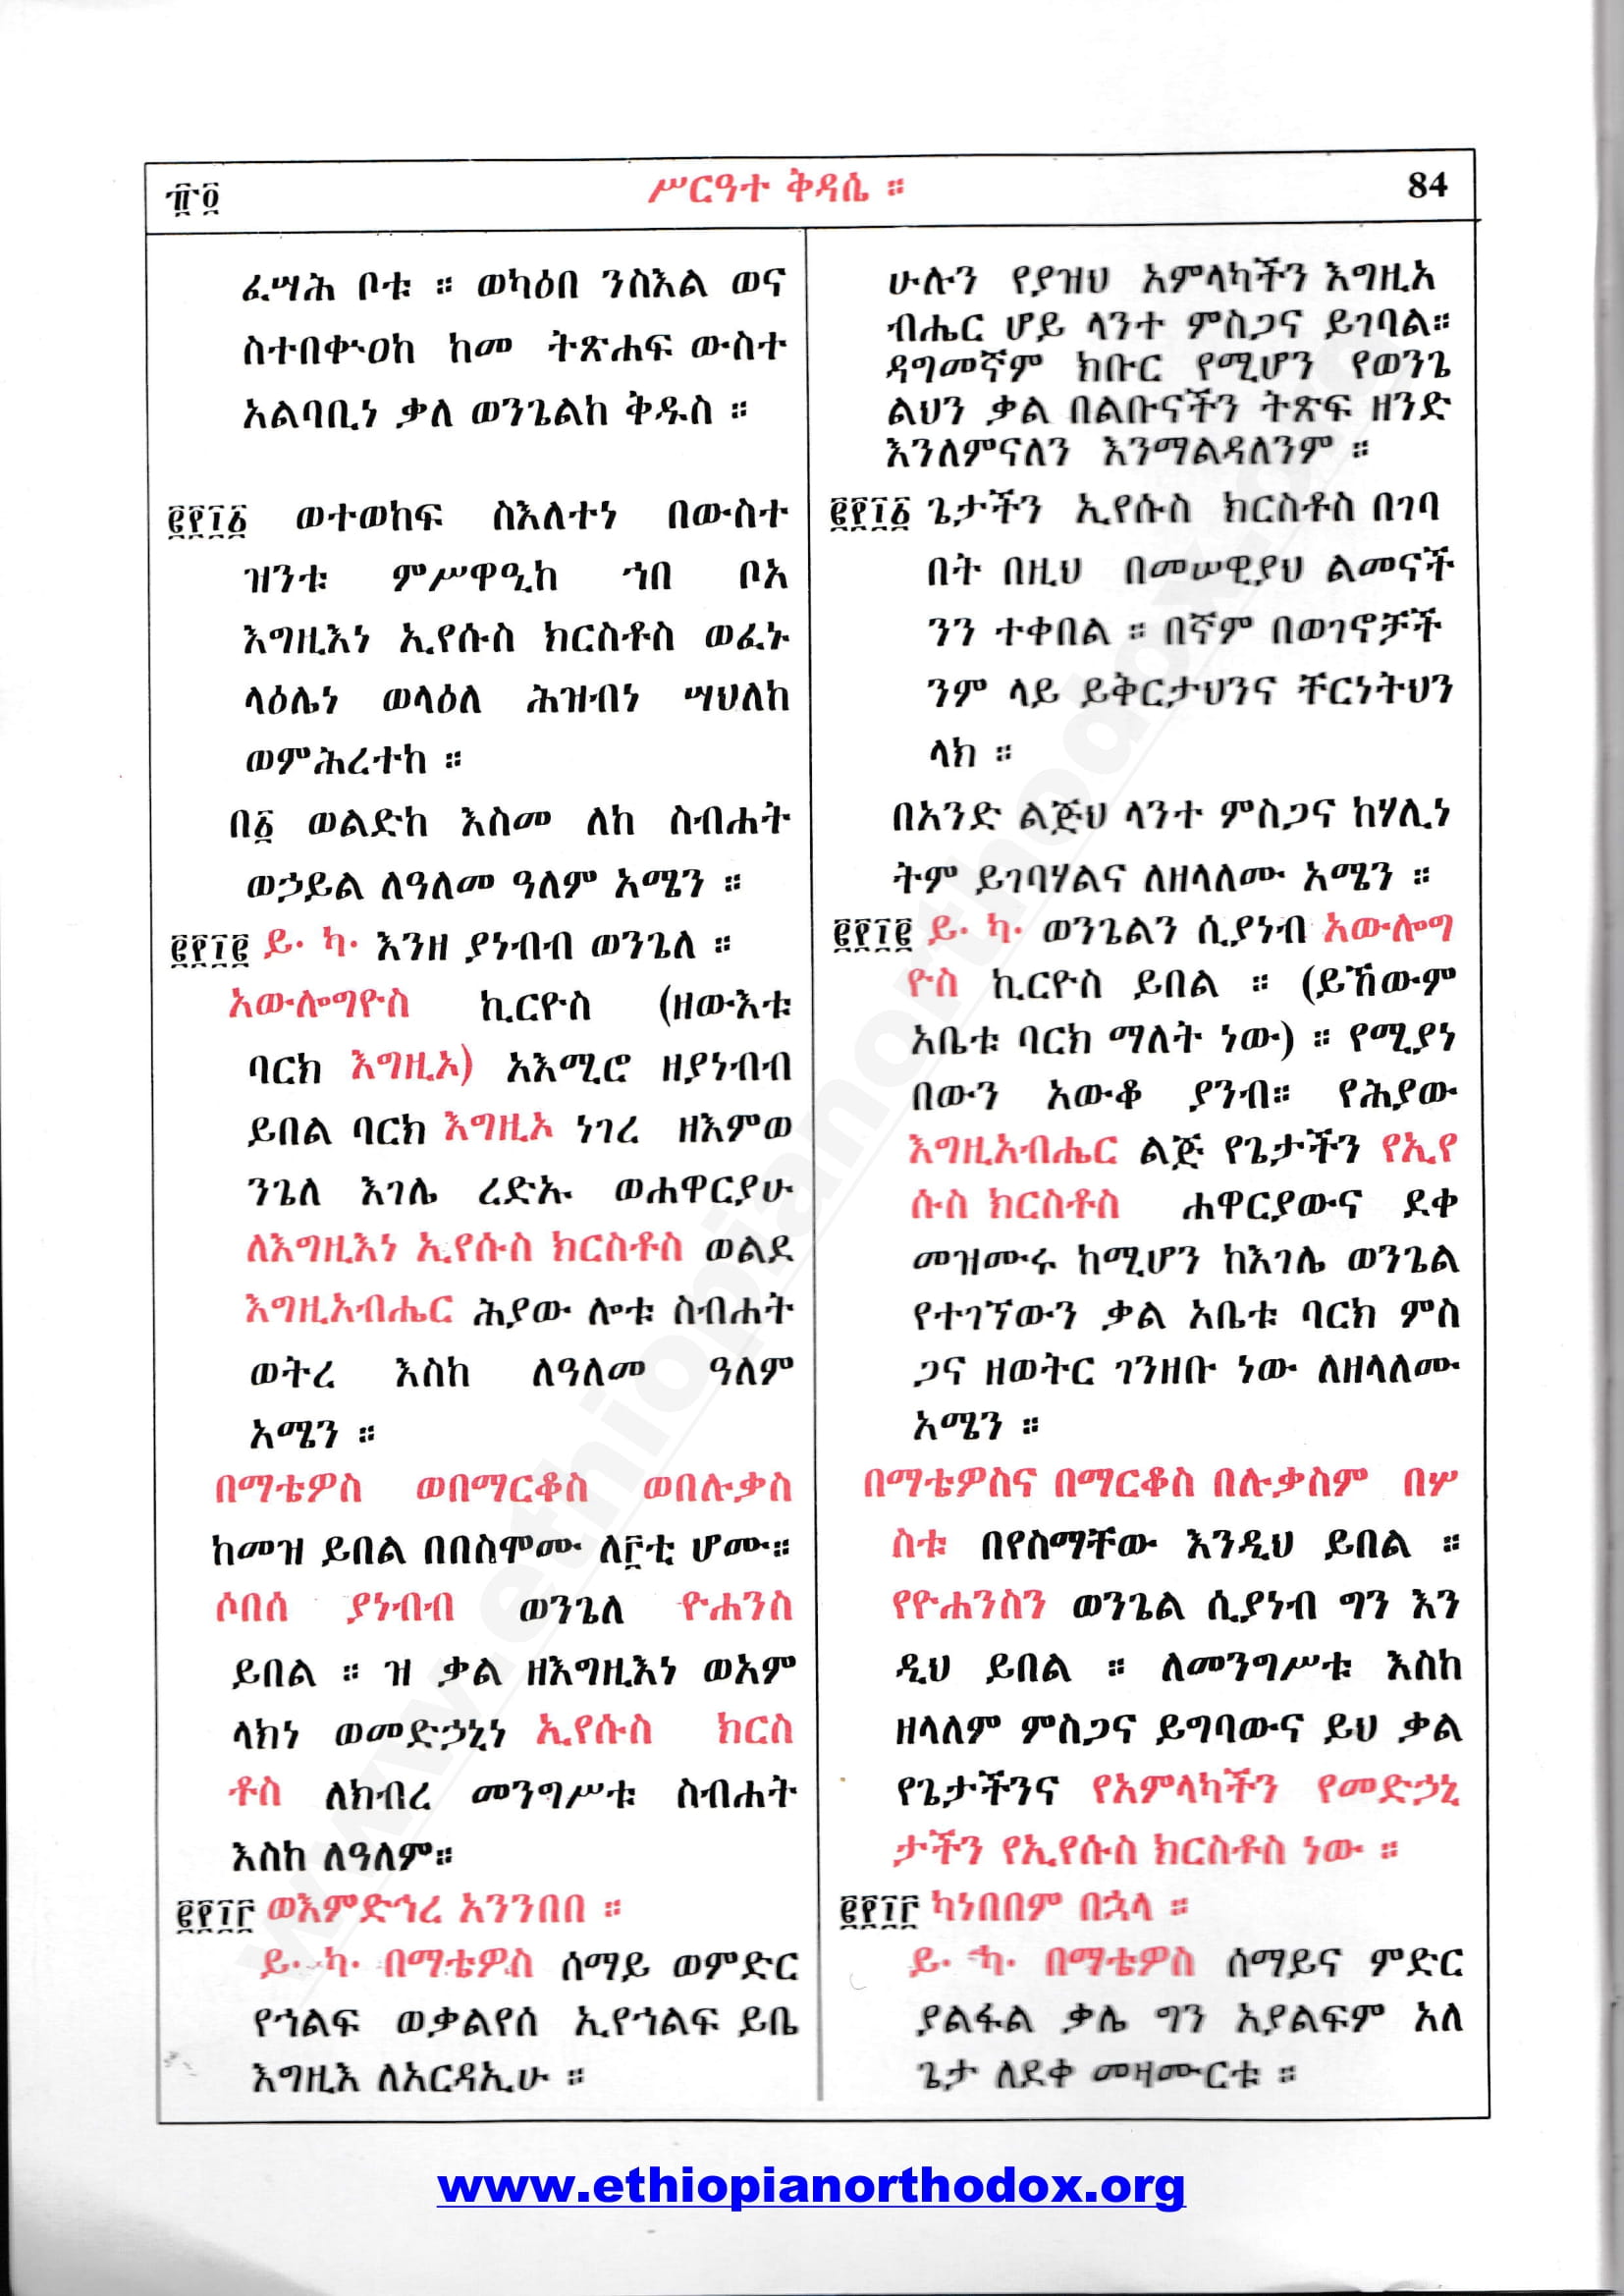 ፹፬
ሥርዓተ ቅዳሴ ።
84
ፈሣሕ ቦቱ ። ወካዕበ ንስእል ወና
ስተበቍዐከ ከመ ትጽሐፍ ውስተ
አልባቢነ ቃለ ወንጌልከ ቅዱስ ።
፪፻፲፩ ወተወከፍ ስእለተነ በውስተ
ዝንቱ ምሥዋዒከ ኀበ ቦአ
እግዚእነ ኢየሱስ ክርስቶስ ወፈኑ
ላዕሌነ ወላዕለ ሕዝብነ ሣህለከ
ወምሕረተከ ።
በ፩ ወልድከ እስመ ለከ ስብሐት
ወኃይል ለዓለመ ዓለም አሜን ።
፪፻፲፪ ይ· ካ· እንዘ ያነብብ ወንጌለ ።
አውሎግዮስ ኪርዮስ (ዘውእቱ
ባርክ እግዚኦ) አእሚሮ ዘያነብብ
ይበል ባርክ እግዚኦ ነገረ ዘእምወ
ንጌለ እገሌ ረድኡ ወሐዋርያሁ
ለእግዚእነ ኢየሱስ ክርስቶስ ወልደ
እግዚአብሔር ሕያው ሎቱ ስብሐት
ወትረ እስከ ለዓለመ ዓለም
አሜን ።
በማቴዎስ ወበማርቆስ ወበሉቃስ
ከመዝ ይበል በበስሞሙ ለ፫ቲ ሆሙ።
ሶበሰ ያነብብ ወንጌለ ዮሐንስ
ይበል ። ዝ ቃል ዘእግዚእነ ወአም
ላክነ ወመድኃኒነ ኢየሱስ ክርስ
ቶስ ለክብረ መንግሥቱ ስብሐት
እስከ ለዓለም።
፪፻፲፫ ወእምድኅረ አንንበበ ።
ይ· ካ· በማቴዎስ ሰማይ ወምድር
የኀልፍ ወቃልየሰ ኢየኀልፍ ይቤ
እግዚእ ለአርዳኢሁ ።
ሁሉን የያዝህ አምላካችን እግዚአ
ብሔር ሆይ ላንተ ምስጋና ይገባል።
ዳግመኛም ክቡር የሚሆን የወንጌ
ልህን ቃል በልቡናችን ትጽፍ ዘንድ
እንለምናለን እንማልዳለንም ።
፪፻፲፩ ጌታችን ኢየሱስ ክርስቶስ በገባ
በት በዚህ በመሠዊያህ ልመናች
ንን ተቀበል ። በኛም በወገኖቻች
ንም ላይ ይቅርታህንና ቸርነትህን
ላክ ።
በአንድ ልጅህ ላንተ ምስጋና ከሃሊነ
ትም ይገባሃልና ለዘላለሙ አሜን ።
፪፻፲፪ ይ· ካ· ወንጌልን ሲያነብ አውሎግ
ዮስ ኪርዮስ ይበል ። (ይኸውም
አቤቱ ባርክ ማለት ነው) ። የሚያነ
በውን አውቆ ያንብ። የሕያው
እግዚአብሔር ልጅ የጌታችን የኢየ
ሱስ ክርስቶስ ሐዋርያውና ደቀ
መዝሙሩ ከሚሆን ከእገሌ ወንጌል
የተገኘውን ቃል አቤቱ ባርክ ምስ
ጋና ዘወትር ገንዘቡ ነው ለዘላለሙ
አሜን ።
በማቴዎስና በማርቆስ በሉቃስም በሦ
ስቱ በየስማቸው እንዲህ ይበል ።
የዮሐንስን ወንጌል ሲያነብ ግን እን
ዲህ ይበል ። ለመንግሥቱ እስከ
ዘላለም ምስጋና ይግባውና ይህ ቃል
የጌታችንና የአምላካችን የመድኃኒ
ታችን የኢየሱስ ክርስቶስ ነው ።
፪፻፲፫ ካነበበም በኋላ ።
ይ· ካ· በማቴዎስ ሰማይና ምድር
ያልፋል ቃሌ ግን አያልፍም አለ
ጌታ ለደቀ መዛሙርቱ ።
www.ethiopianorthodox.org
www.ethiopianorthodox.org